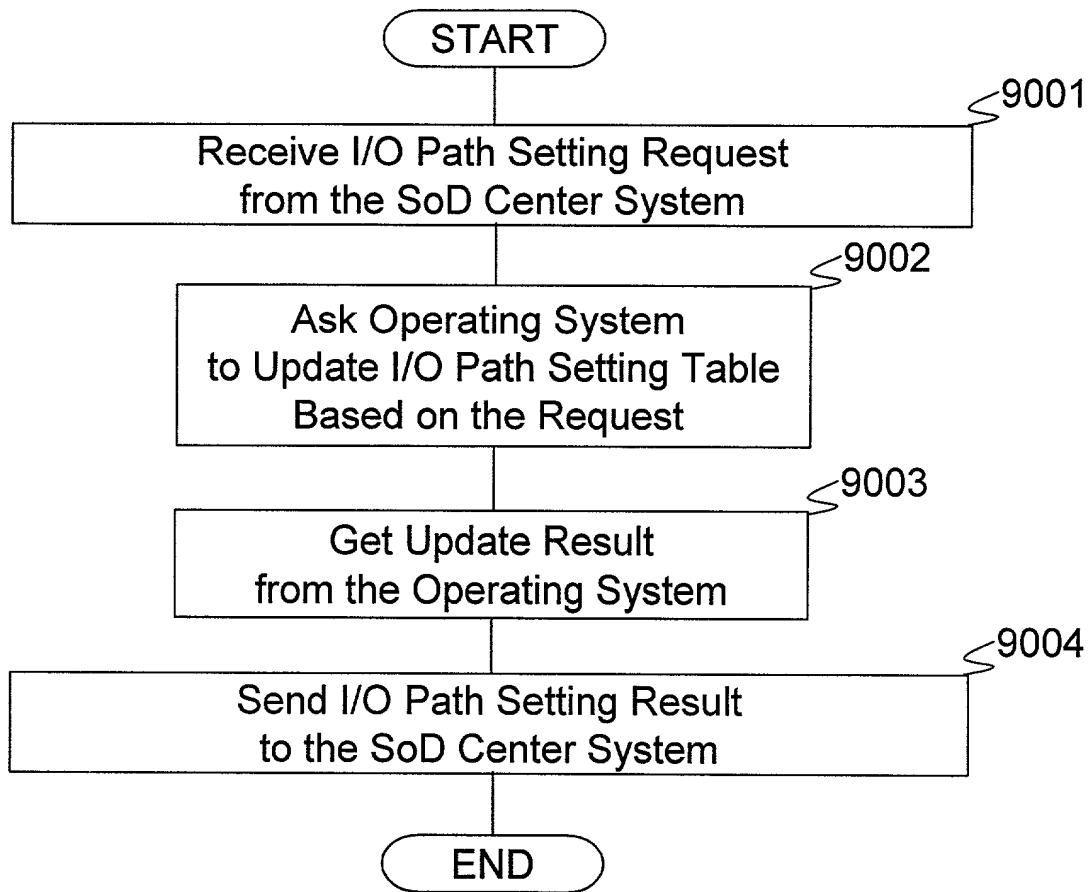 START
9001
Receive I/O Path Setting Request
from the SoD Center System
9002
Ask Operating System
to Update I/O Path Setting Table
Based on the Request
9003
Get Update Result
from the Operating System
9004
Send I/O Path Setting Result
to the SoD Center System
END